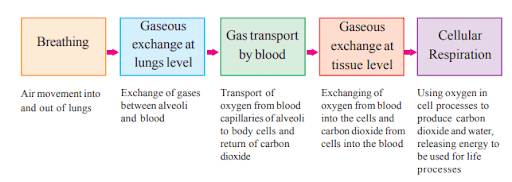 Breathing
Gaseous
exchange at
lungs level
Gas transport
by blood
Gaseous
exchange at
tissue level
Cellular
Respiration
Air movement into
and out of lungs
Exchange of gases
between alveoli
and blood
Transport of
oxygen from blood
capillaries of alveoli
to body cells and
return of carbon
dioxide
Exchanging of
oxygen from blood
into the cells and
carbon dioxide from
cells into the blood
Using oxygen in
cell processes to
produce carbon
dioxide and water,
releasing energy to
be used for life
processes